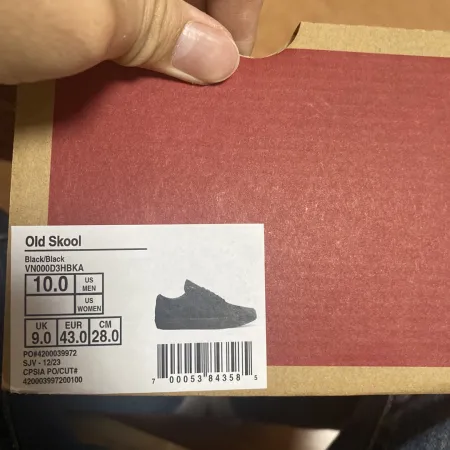 Old Skool
Black/Black
VN000D3HBKA
10.0 US MEN
US WOMEN
UK 9.0 EUR 43.0 CM 28.0
PO#4200039972
SJV - 12/23
CPSIA PO/CUT#
420003997200100
7 00053 84358 5